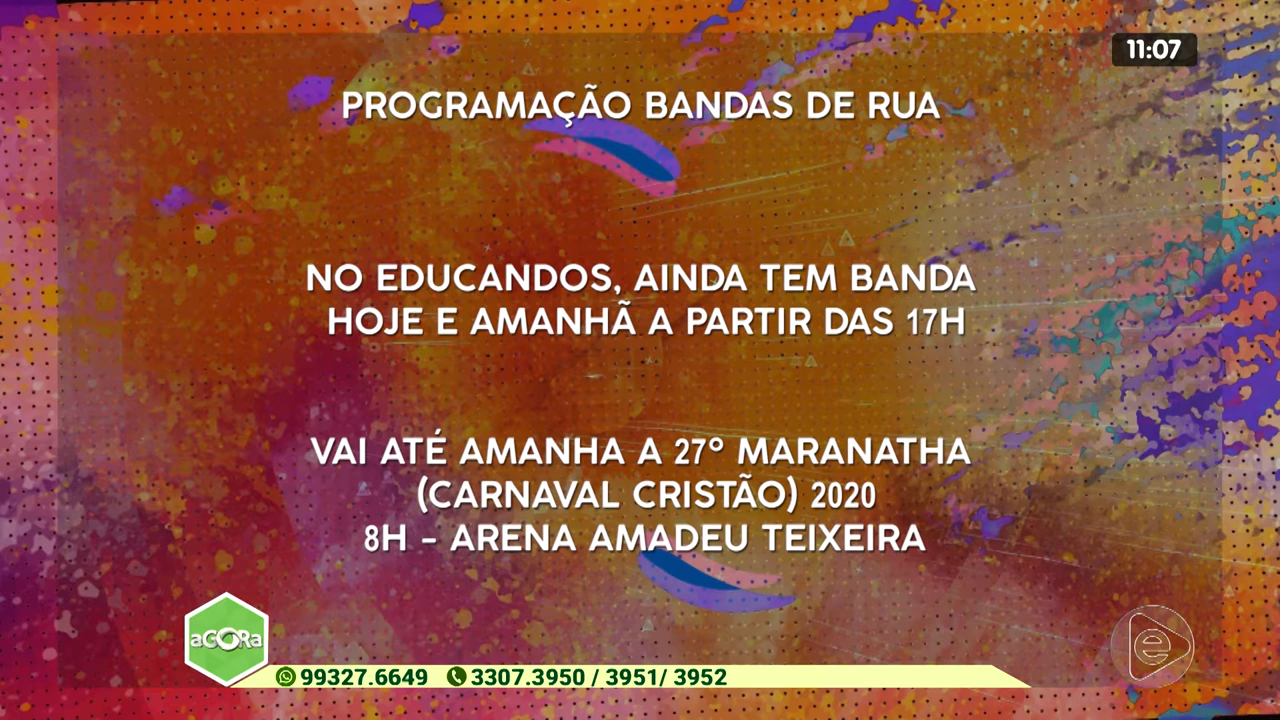 11:07
PROGRAMAÇÃO BANDAS DE RUA
NO EDUCANDOS, AINDA TEM BANDA
HOJE E AMANHÃ A PARTIR DAS 17H
VAI ATÉ AMANHA A 27° MARANATHA
(CARNAVAL CRISTÃO) 2020
8H - ARENA AMADEU TEIXEIRA
aGORa
99327.6649 3307.3950 / 3951/ 3952
e